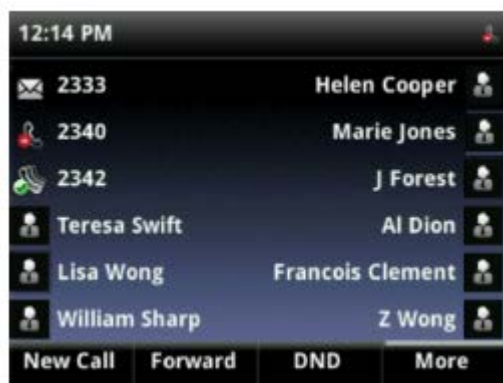 12:14 PM
2333 Helen Cooper
2340 Marie Jones
2342 J Forest
Teresa Swift Al Dion
Lisa Wong Francois Clement
William Sharp Z Wong
New Call Forward DND More